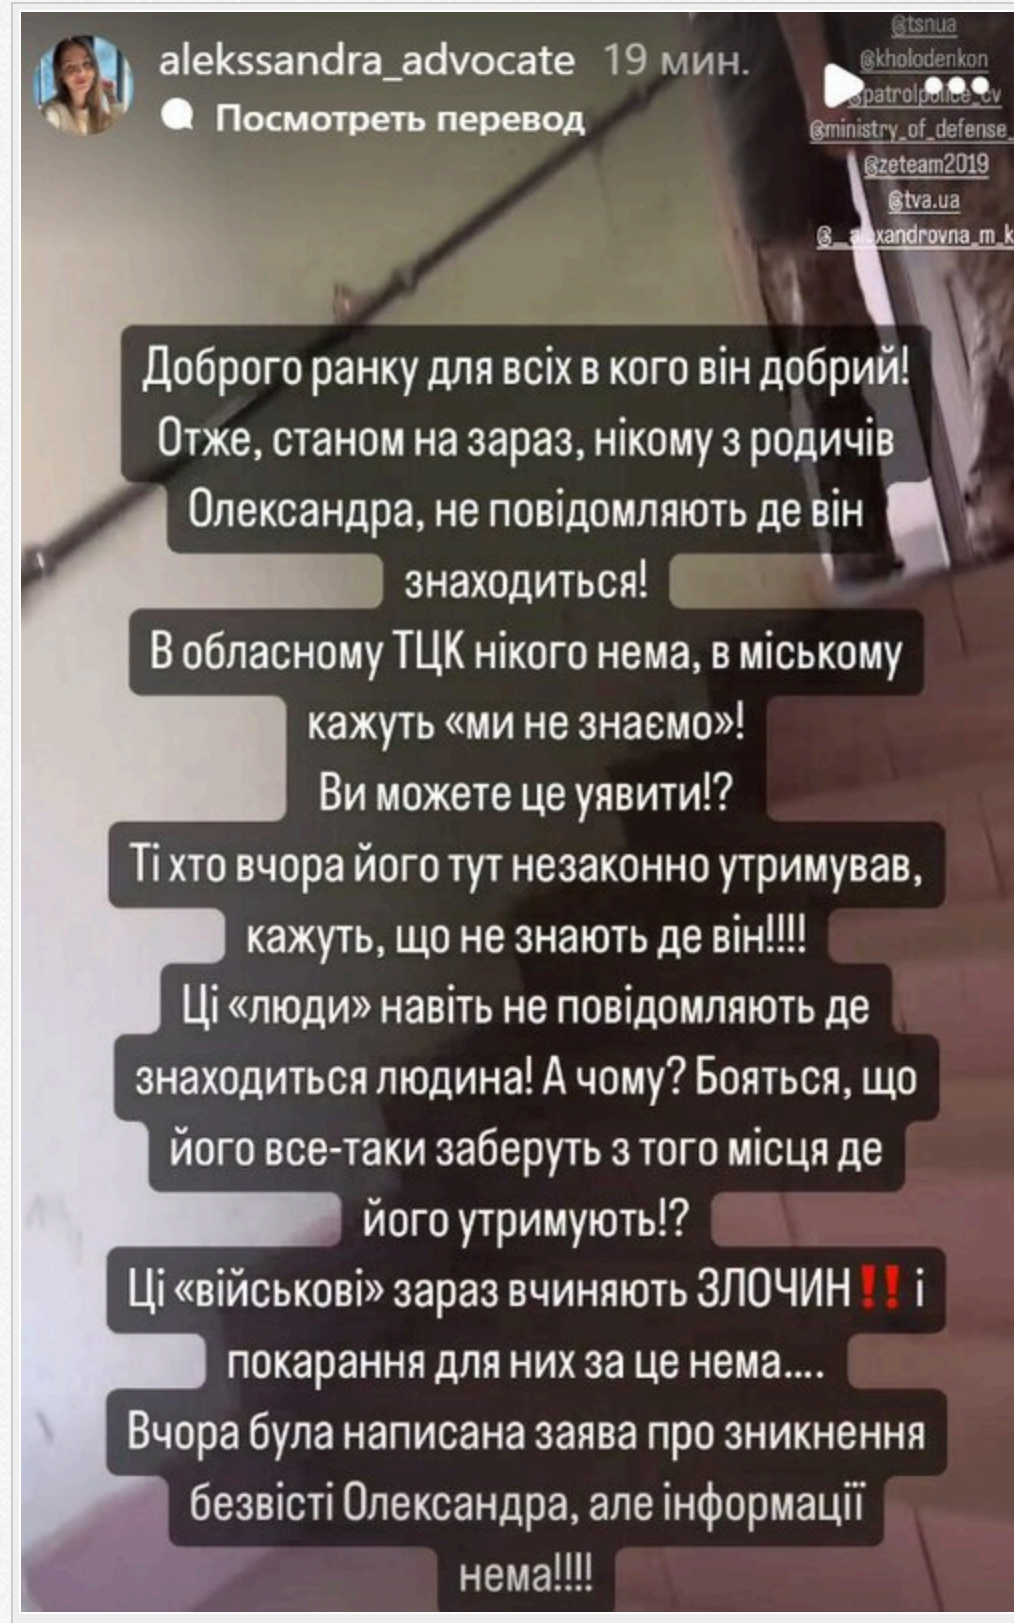 alekssandra_advocate 19 мин.
Посмотреть перевод
@tsnua
@kholodenkon
@patrolpolice_cv
@ministry_of_defense_
@zeteam2019
@tva.ua
Доброго ранку для всіх в кого він добрий!
Отже, станом на зараз, нікому з родичів
Олександра, не повідомляють де він
знаходиться!
В обласному ТЦК нікого нема, в міському
кажуть «ми не знаємо»!
Ви можете це уявити!?
Ті хто вчора його тут незаконно утримував,
кажуть, що не знають де він!!!!
Ці «люди» навіть не повідомляють де
знаходиться людина! А чому? Бояться, що
його все-таки заберуть з того місця де
його утримують!?
Ці «військові» зараз вчиняють ЗЛОЧИН‼️ і
покарання для них за це нема....
Вчора була написана заява про зникнення
безвісті Олександра, але інформації
нема!!!!